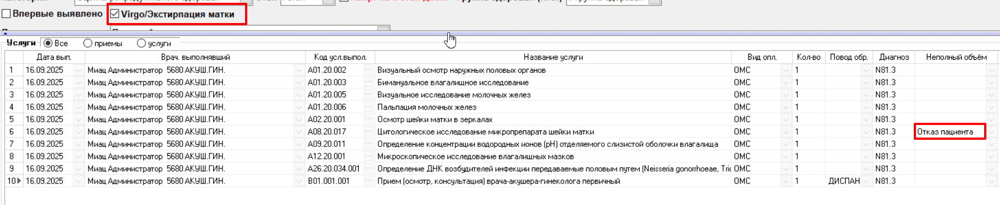 Впервые выявлено Virgo/Экстирпация матки
Услуги Все приемы услуги
Дата вып. Врач. выполнявший Код усл.выпол. Название услуги Вид опл. Кол-во Повод обр. Диагноз Неполный объём
1 16.09.2025 Миац Администратор 5680 АКУШ.ГИН. A01.20.002 Визуальный осмотр наружных половых органов ОМС 1 N81.3
2 16.09.2025 Миац Администратор 5680 АКУШ.ГИН. A01.20.003 Бимануальное влагалищное исследование ОМС 1 N81.3
3 16.09.2025 Миац Администратор 5680 АКУШ.ГИН. A01.20.005 Визуальное исследование молочных желез ОМС 1 N81.3
4 16.09.2025 Миац Администратор 5680 АКУШ.ГИН. A01.20.006 Пальпация молочных желез ОМС 1 N81.3
5 16.09.2025 Миац Администратор 5680 АКУШ.ГИН. A02.20.001 Осмотр шейки матки в зеркалах ОМС 1 N81.3
6 16.09.2025 Миац Администратор 5680 АКУШ.ГИН. A08.20.017 Цитологическое исследование микропрепарата шейки матки ОМС 1 N81.3 Отказ пациента
7 16.09.2025 Миац Администратор 5680 АКУШ.ГИН. A09.20.011 Определение концентрации водородных ионов (pH) отделяемого слизистой оболочки влагалища ОМС 1 N81.3
8 16.09.2025 Миац Администратор 5680 АКУШ.ГИН. A12.20.001 Микроскопическое исследование влагалищных мазков ОМС 1 N81.3
9 16.09.2025 Миац Администратор 5680 АКУШ.ГИН. A26.20.034.001 Определение ДНК возбудителей инфекции передаваемые половым путем (Neisseria gonorrhoeae, Tric ОМС 1 N81.3
10 16.09.2025 Миац Администратор 5680 АКУШ.ГИН. B01.001.001 Прием (осмотр, консультация) врача-акушера-гинеколога первичный ОМС 1 ДИСПАН N81.3